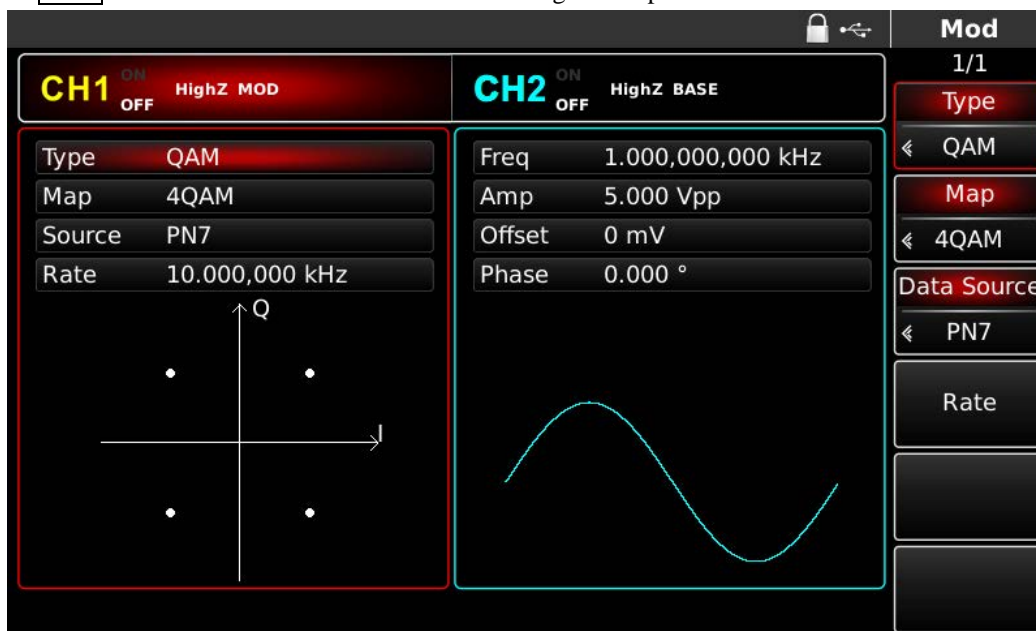 Mod
1/1
CH1 ON OFF HighZ MOD
CH2 ON OFF HighZ BASE
Type
QAM
Type QAM
Map 4QAM
Source PN7
Rate 10.000,000 kHz
Q
I
Freq 1.000,000,000 kHz
Amp 5.000 Vpp
Offset 0 mV
Phase 0.000 °
Map
4QAM
Data Source
PN7
Rate